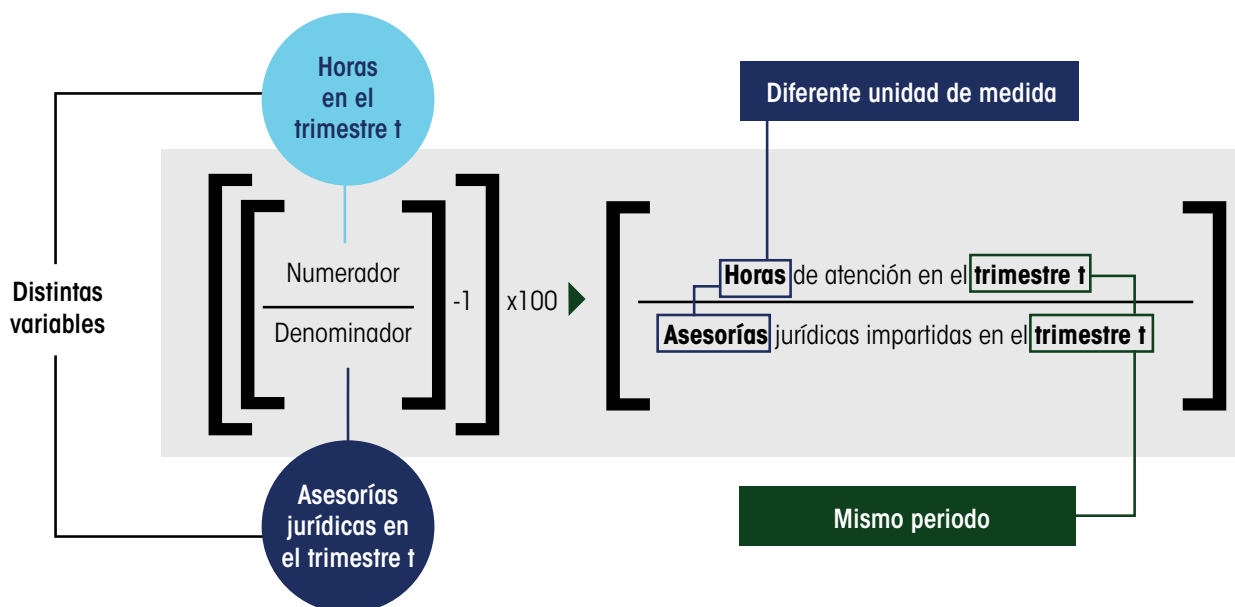 Horas
en el
trimestre t
Diferente unidad de medida
Distintas
variables
Numerador
Denominador
-1
x100
Horas de atención en el trimestre t
Asesorías jurídicas impartidas en el trimestre t
Asesorías
jurídicas en
el trimestre t
Mismo periodo